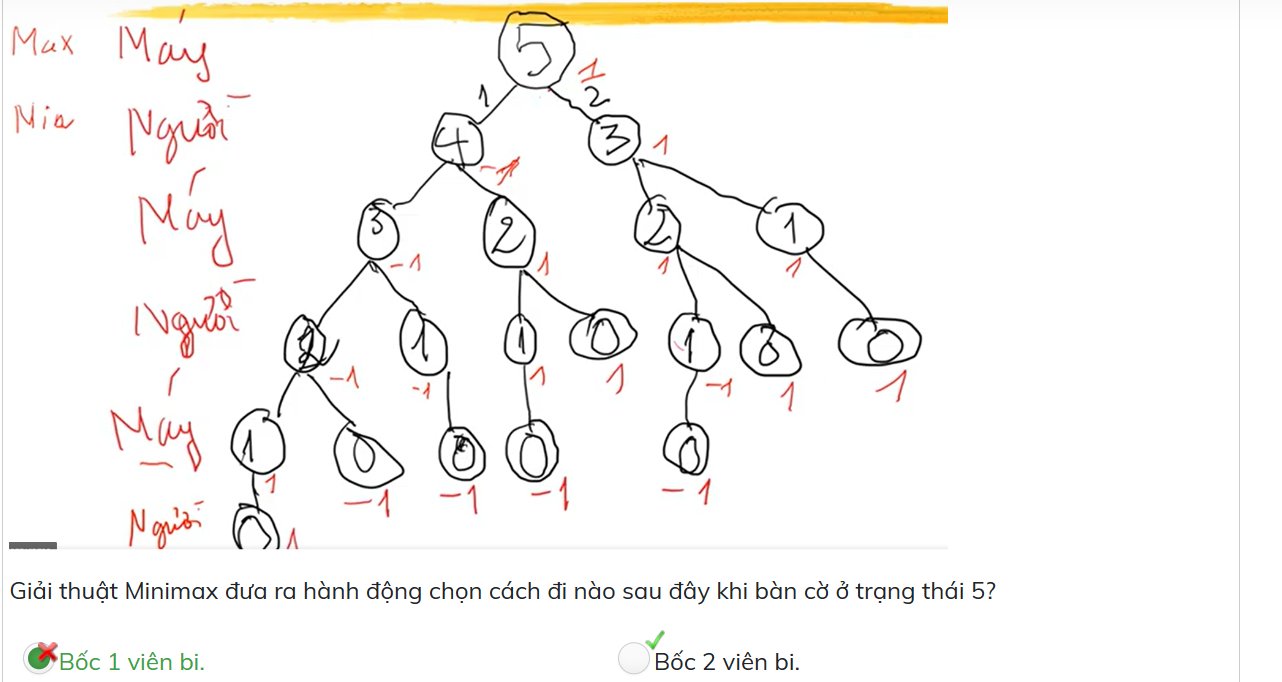 Max Máy 5 1
1 2
Min Người 4 -1 3 1
Máy 3 -1 2 1 2 1 1 1
Người 2 -1 1 -1 1 1 0 1 1 -1 0 1 0 1
Máy 1 1 0 -1 0 -1 0 -1 0 -1
Người 0 1
Giải thuật Minimax đưa ra hành động chọn cách đi nào sau đây khi bàn cờ ở trạng thái 5?
Bốc 1 viên bi. Bốc 2 viên bi.